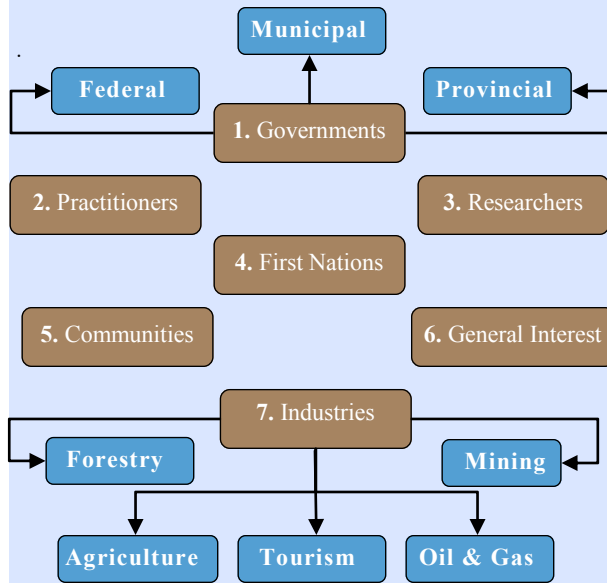 Municipal
.
Federal
Provincial
1. Governments
2. Practitioners
3. Researchers
4. First Nations
5. Communities
6. General Interest
7. Industries
Forestry
Mining
Agriculture
Tourism
Oil & Gas